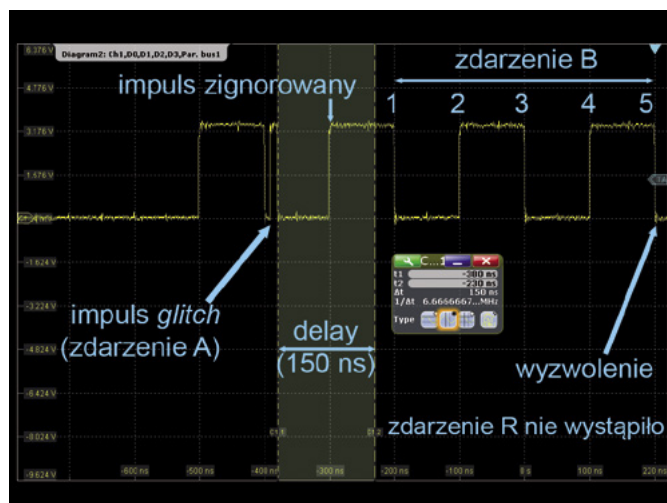 6.376 V
Diagram2: Ch1,D0,D1,D2,D3,Par. bus1
4.776 V
impuls zignorowany
zdarzenie B
1 2 3 4 5
3.176 V
1.576 V
-1.624 V
-3.224 V
-4.824 V
-6.424 V
-8.024 V
-9.624 V
C...1
t1 -380 ns
t2 -230 ns
Δt 150 ns
1/Δt 6.6666667...MHz
Type
impuls glitch
(zdarzenie A)
delay
(150 ns)
wyzwolenie
zdarzenie R nie wystąpiło
-600 ns -500 ns -400 ns -300 ns -200 ns -100 ns 0 s 100 ns